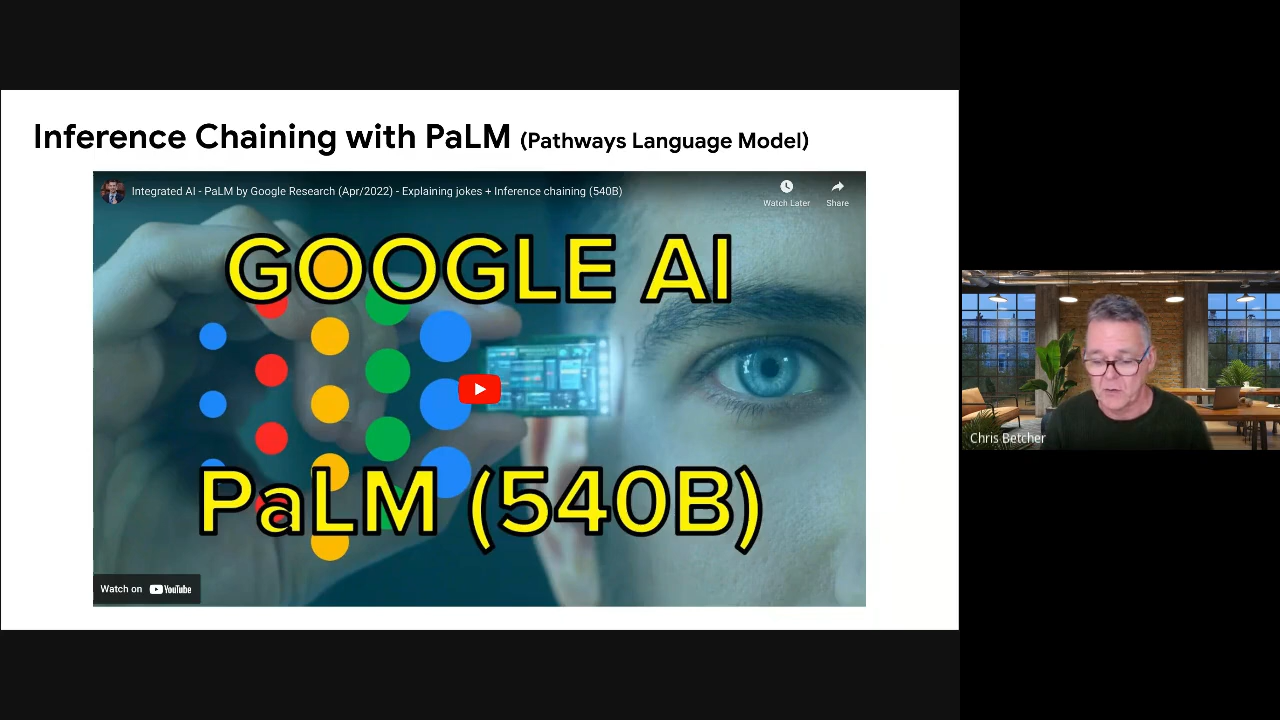 Inference Chaining with PaLM (Pathways Language Model)
Integrated AI - PaLM by Google Research (Apr/2022) - Explaining jokes + Inference chaining (540B)
Watch Later
Share
GOOGLE AI
PaLM (540B)
Watch on YouTube
Chris Betcher